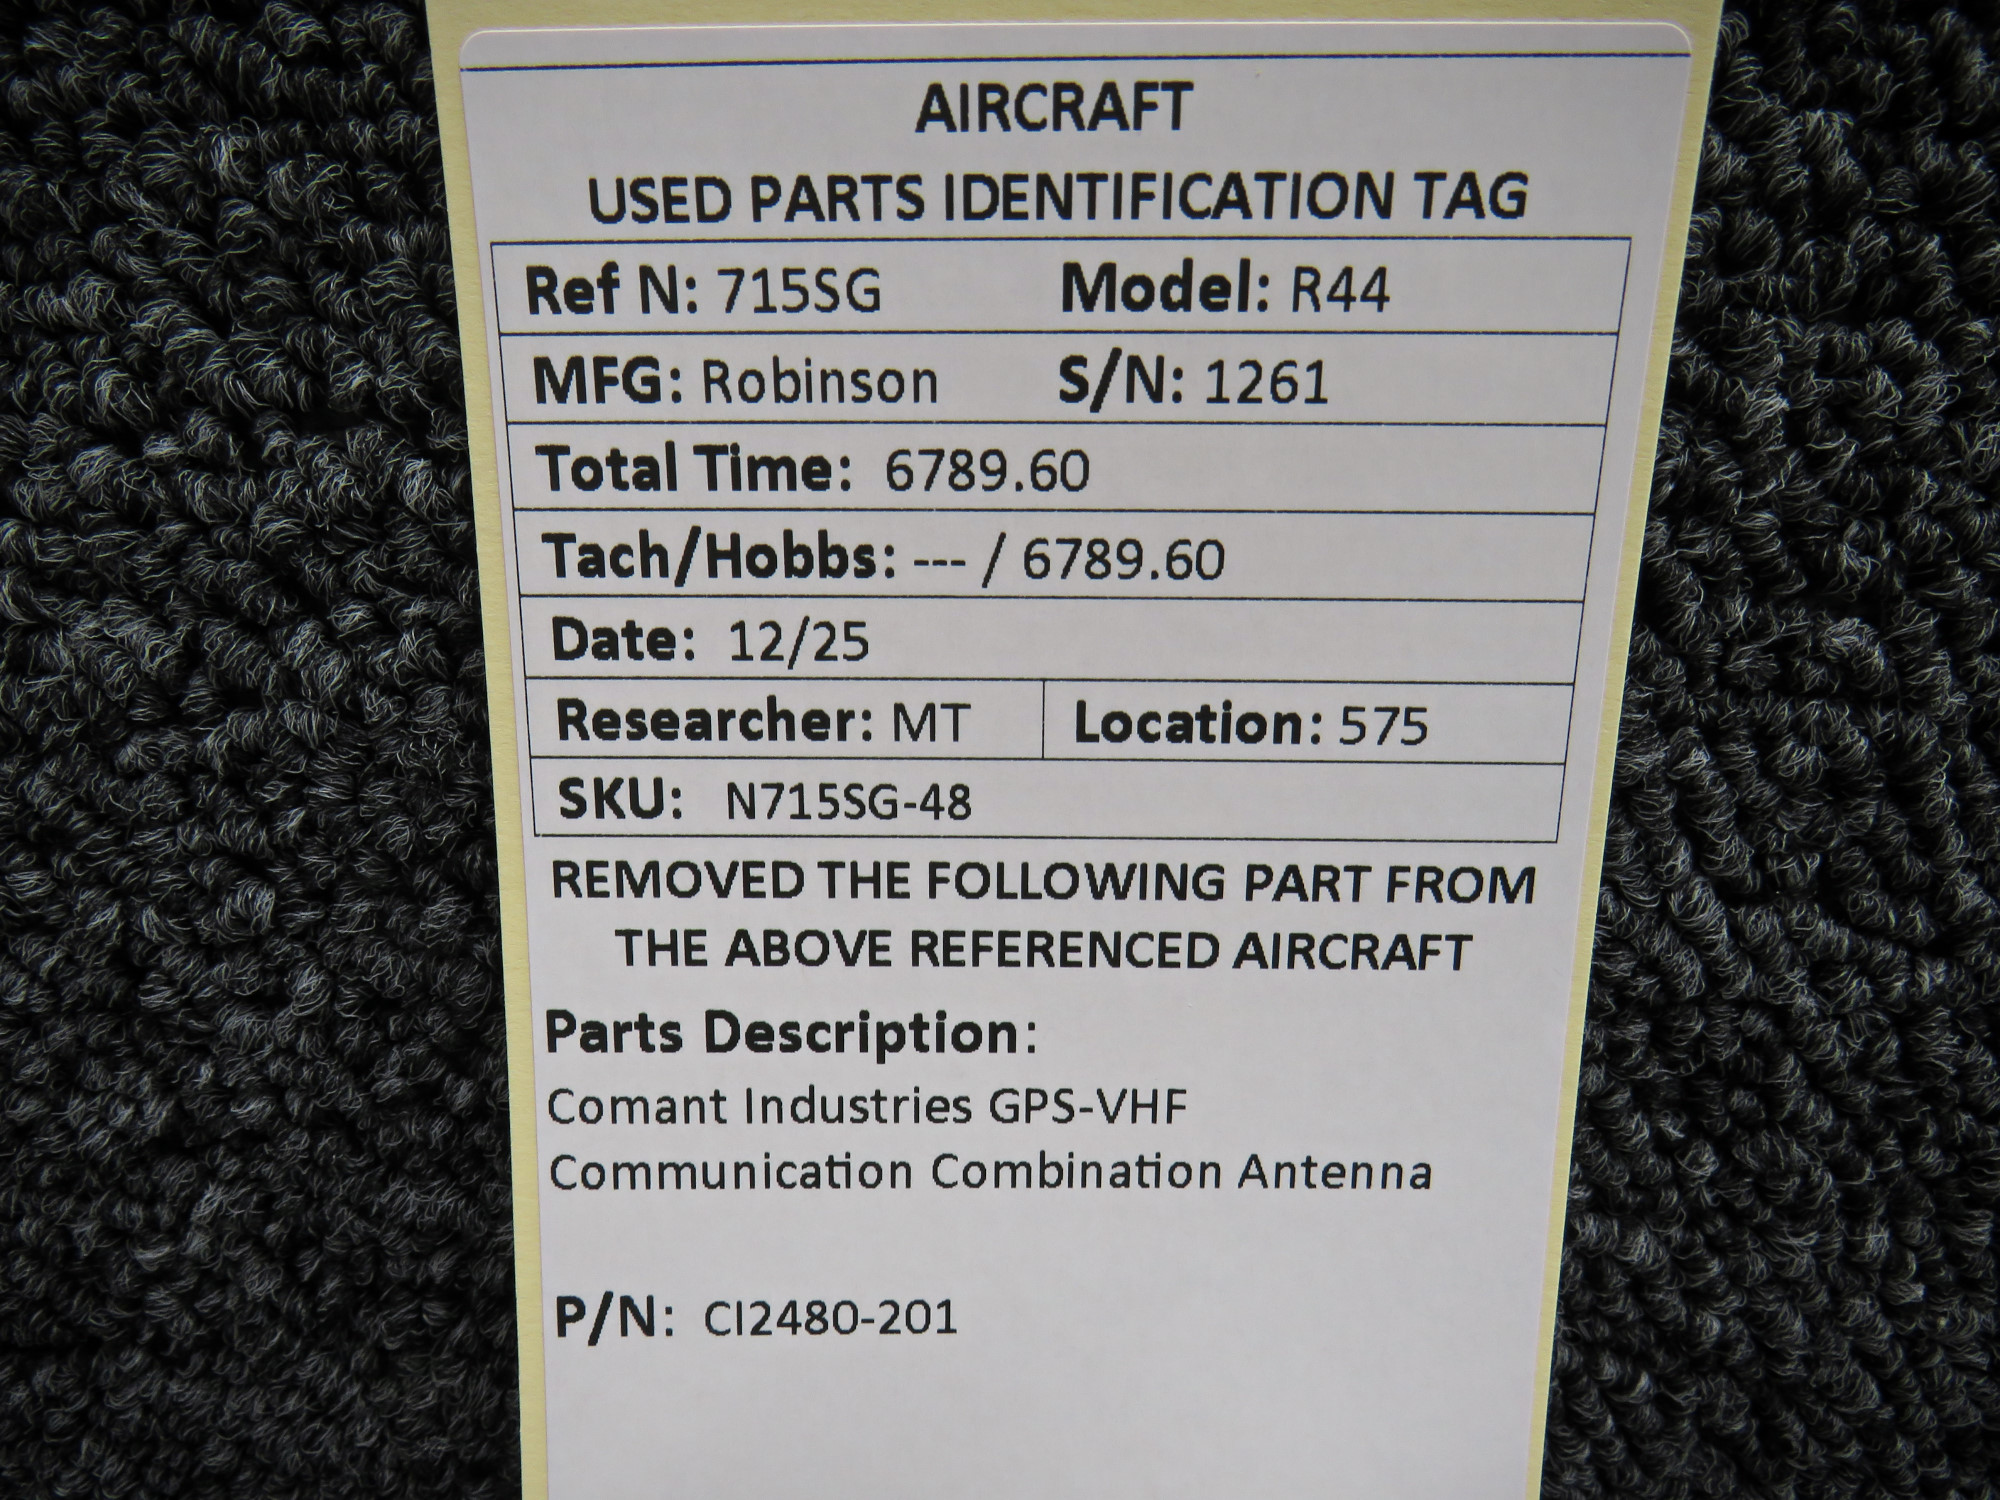 AIRCRAFT
USED PARTS IDENTIFICATION TAG
Ref N: 715SG Model: R44
MFG: Robinson S/N: 1261
Total Time: 6789.60
Tach/Hobbs: --- / 6789.60
Date: 12/25
Researcher: MT Location: 575
SKU: N715SG-48
REMOVED THE FOLLOWING PART FROM
THE ABOVE REFERENCED AIRCRAFT
Parts Description:
Comant Industries GPS-VHF
Communication Combination Antenna
P/N: CI2480-201